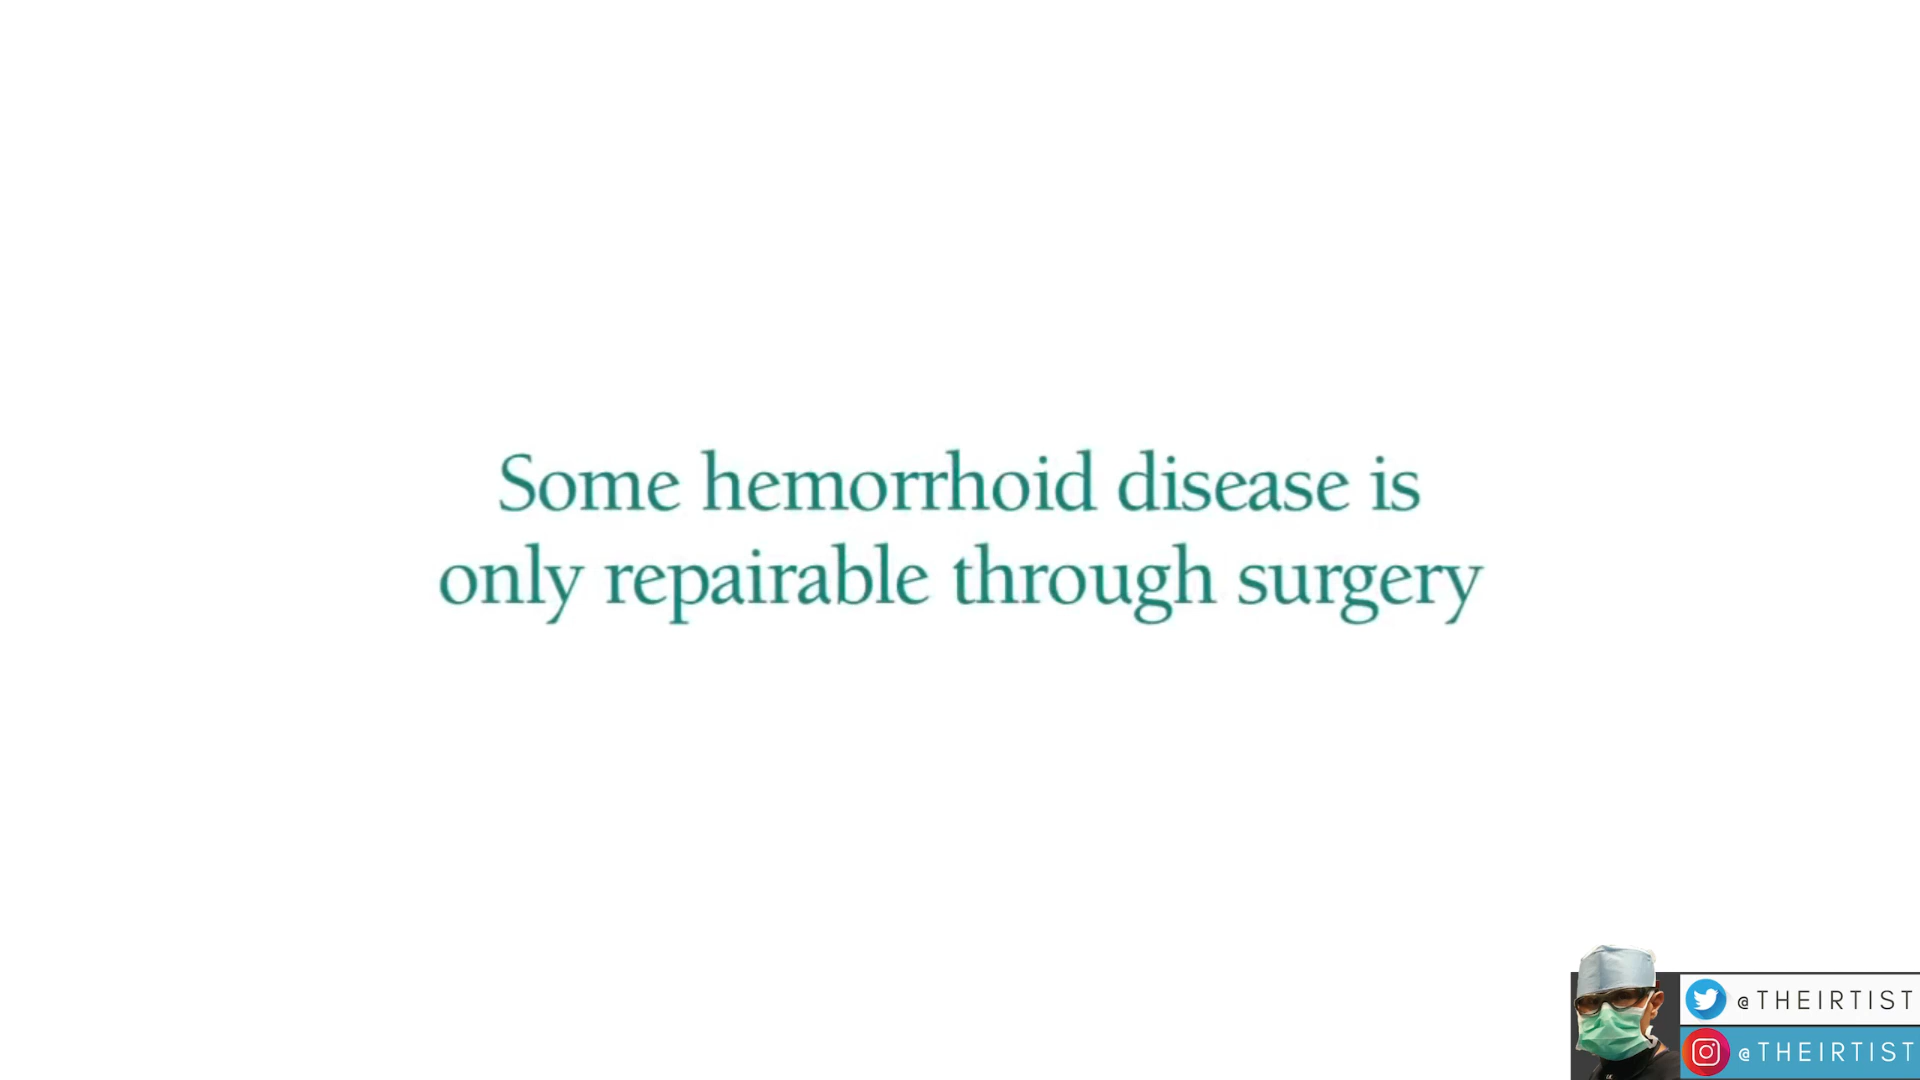 Some hemorrhoid disease is
only repairable through surgery
@THEIRTIST
@THEIRTIST